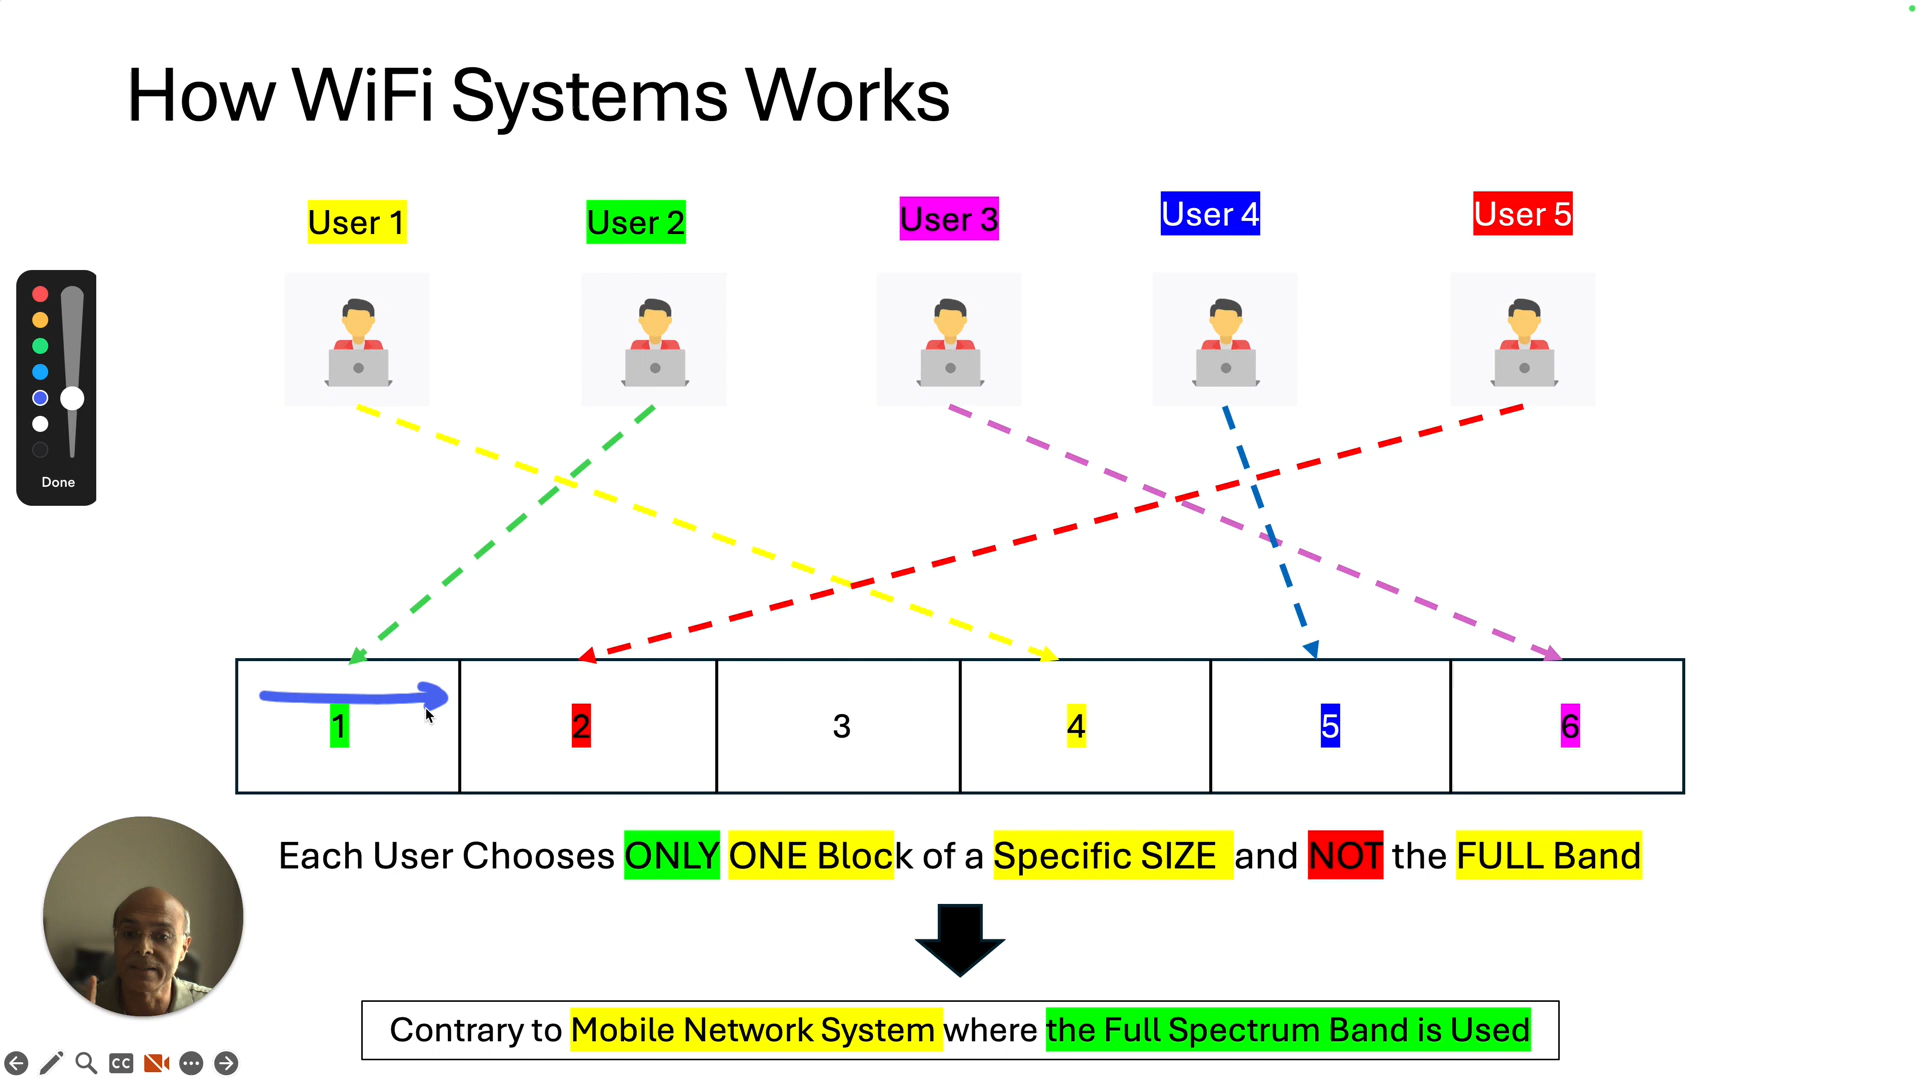 How WiFi Systems Works
User 1
User 2
User 3
User 4
User 5
Done
1
2
3
4
5
6
Each User Chooses ONLY ONE Block of a Specific SIZE and NOT the FULL Band
Contrary to Mobile Network System where the Full Spectrum Band is Used
CC